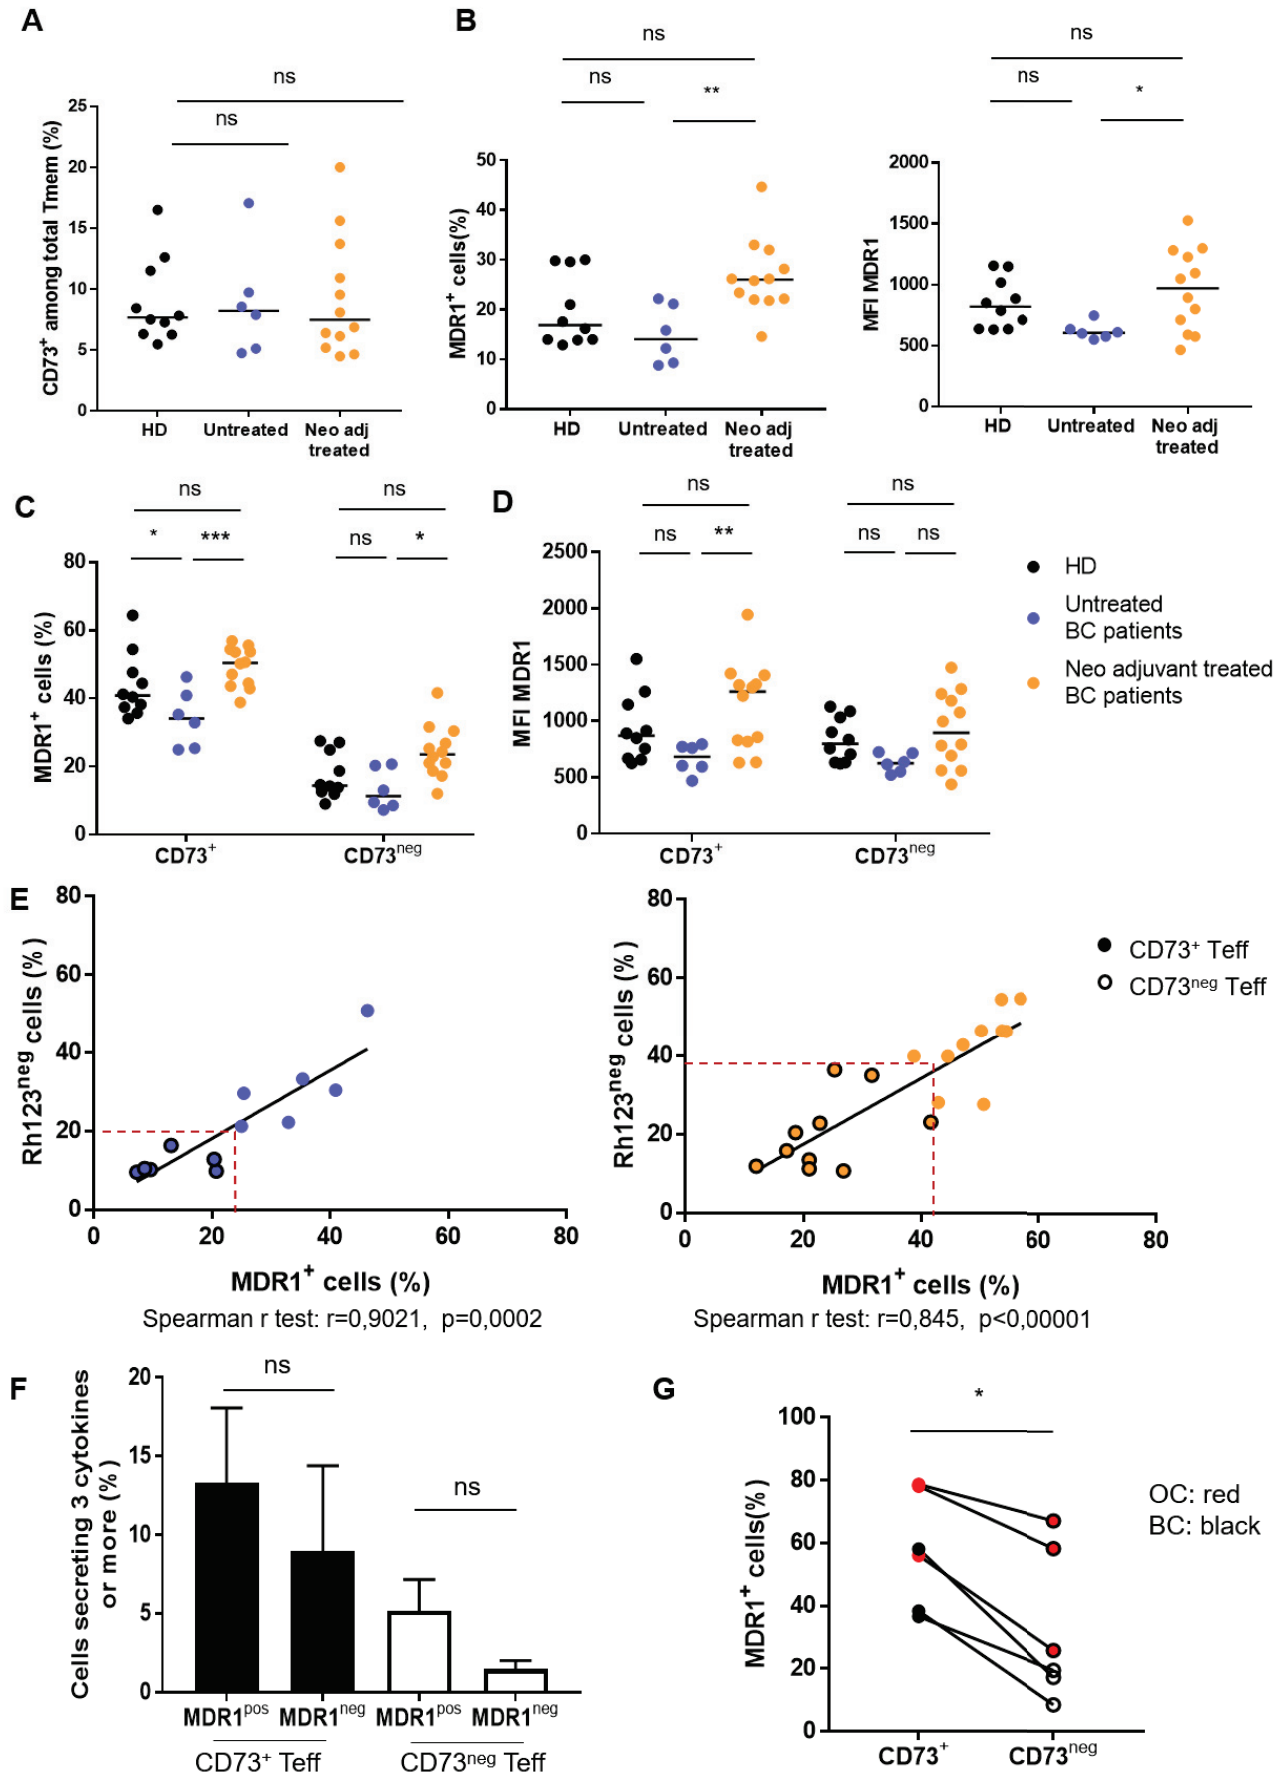 A
ns
ns
CD73+ among total Tmem (%)
25
20
15
10
5
0
HD
Untreated
Neo adj
treated
B
ns
ns
**
MDR1+ cells(%)
50
40
30
20
10
0
HD
Untreated
Neo adj
treated
ns
ns
*
MFI MDR1
2000
1500
1000
500
0
HD
Untreated
Neo adj
treated
C
ns
*
***
ns
ns
*
MDR1+ cells (%)
80
60
40
20
0
CD73+
CD73neg
D
ns
ns
**
ns
ns
ns
MFI MDR1
2500
2000
1500
1000
500
0
CD73+
CD73neg
HD
Untreated
BC patients
Neo adjuvant treated
BC patients
E
Rh123neg cells (%)
80
60
40
20
0
0
20
40
60
80
MDR1+ cells (%)
Spearman r test: r=0,9021, p=0,0002
Rh123neg cells (%)
80
60
40
20
0
0
20
40
60
80
MDR1+ cells (%)
Spearman r test: r=0,845, p<0,00001
CD73+ Teff
CD73neg Teff
F
Cells secreting 3 cytokines
or more (%)
20
15
10
5
0
ns
ns
MDR1pos
MDR1neg
MDR1pos
MDR1neg
CD73+ Teff
CD73neg Teff
G
*
MDR1+ cells(%)
100
80
60
40
20
0
CD73+
CD73neg
OC: red
BC: black